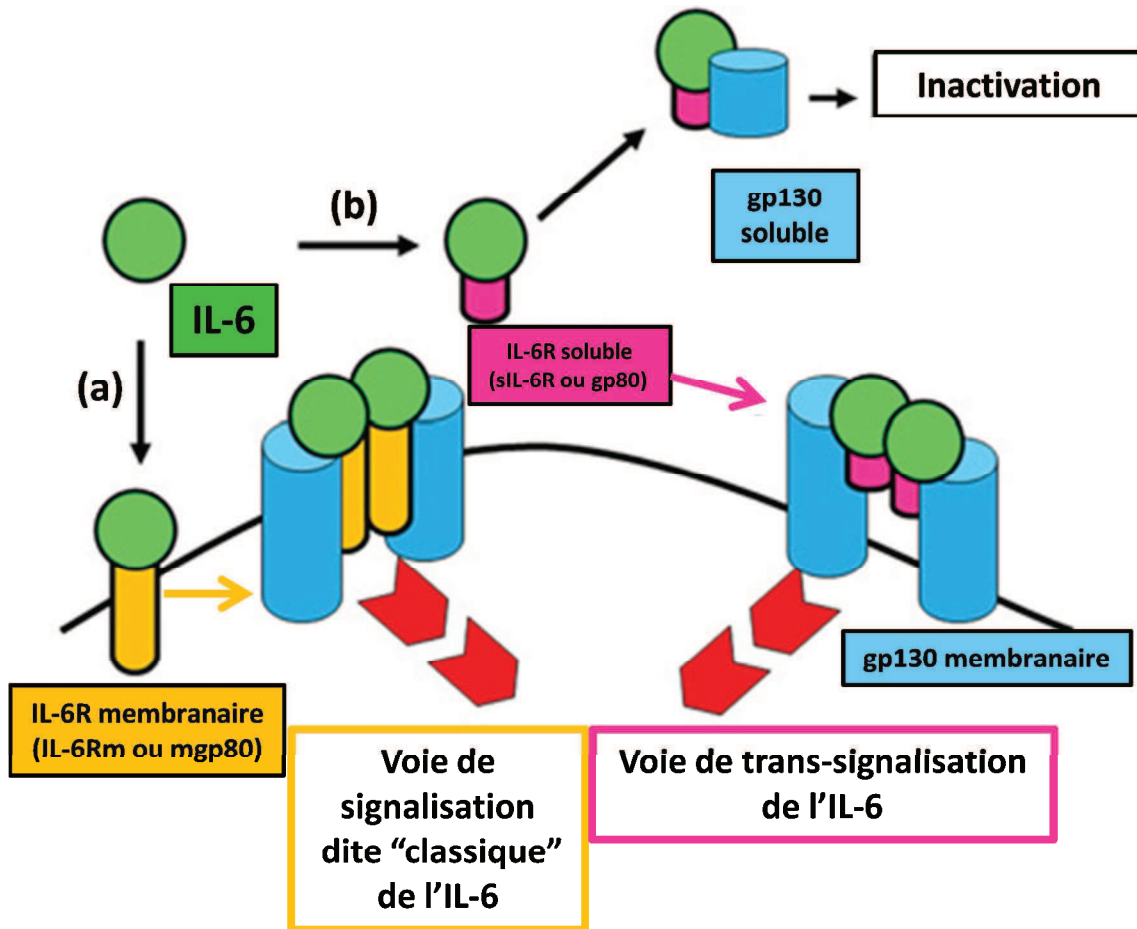 Inactivation
gp130
soluble
(b)
IL-6
(a)
IL-6R soluble
(sIL-6R ou gp80)
gp130 membranaire
IL-6R membranaire
(IL-6Rm ou mgp80)
Voie de
signalisation
dite “classique”
de l’IL-6
Voie de trans-signalisation
de l’IL-6